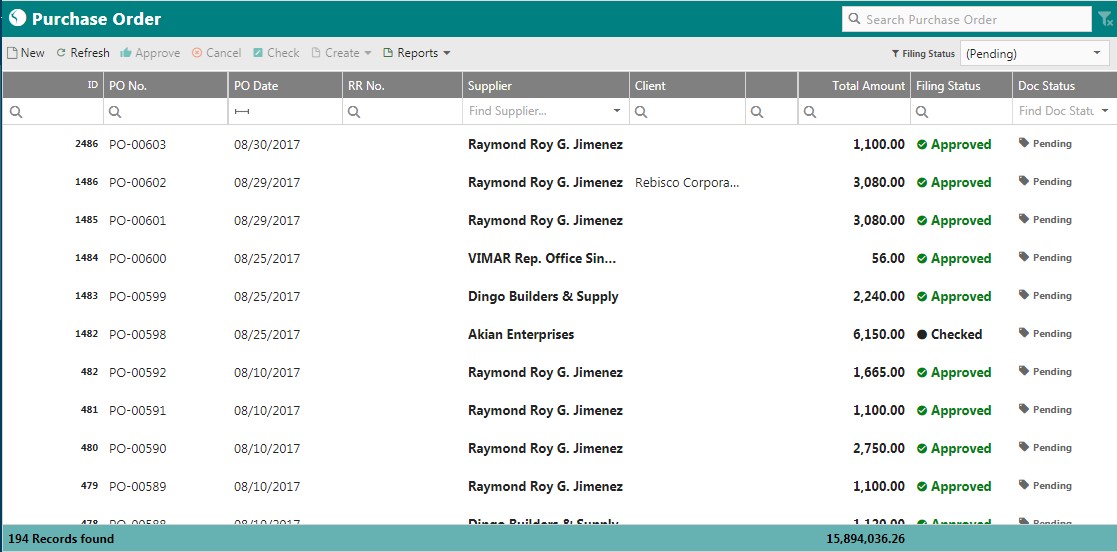 Purchase Order
Search Purchase Order
New Refresh Approve Cancel Check Create Reports Filing Status (Pending)
ID PO No. PO Date RR No. Supplier Client Total Amount Filing Status Doc Status
Find Supplier... Find Doc Statu
2486 PO-00603 08/30/2017 Raymond Roy G. Jimenez 1,100.00 Approved Pending
1486 PO-00602 08/29/2017 Raymond Roy G. Jimenez Rebisco Corpora... 3,080.00 Approved Pending
1485 PO-00601 08/29/2017 Raymond Roy G. Jimenez 3,080.00 Approved Pending
1484 PO-00600 08/25/2017 VIMAR Rep. Office Sin... 56.00 Approved Pending
1483 PO-00599 08/25/2017 Dingo Builders & Supply 2,240.00 Approved Pending
1482 PO-00598 08/25/2017 Akian Enterprises 6,150.00 Checked Pending
482 PO-00592 08/10/2017 Raymond Roy G. Jimenez 1,665.00 Approved Pending
481 PO-00591 08/10/2017 Raymond Roy G. Jimenez 1,100.00 Approved Pending
480 PO-00590 08/10/2017 Raymond Roy G. Jimenez 2,750.00 Approved Pending
479 PO-00589 08/10/2017 Raymond Roy G. Jimenez 1,100.00 Approved Pending
478 PO-00588 08/10/2017 Dingo Builders & Supply 1,120.00 Approved Pending
194 Records found 15,894,036.26